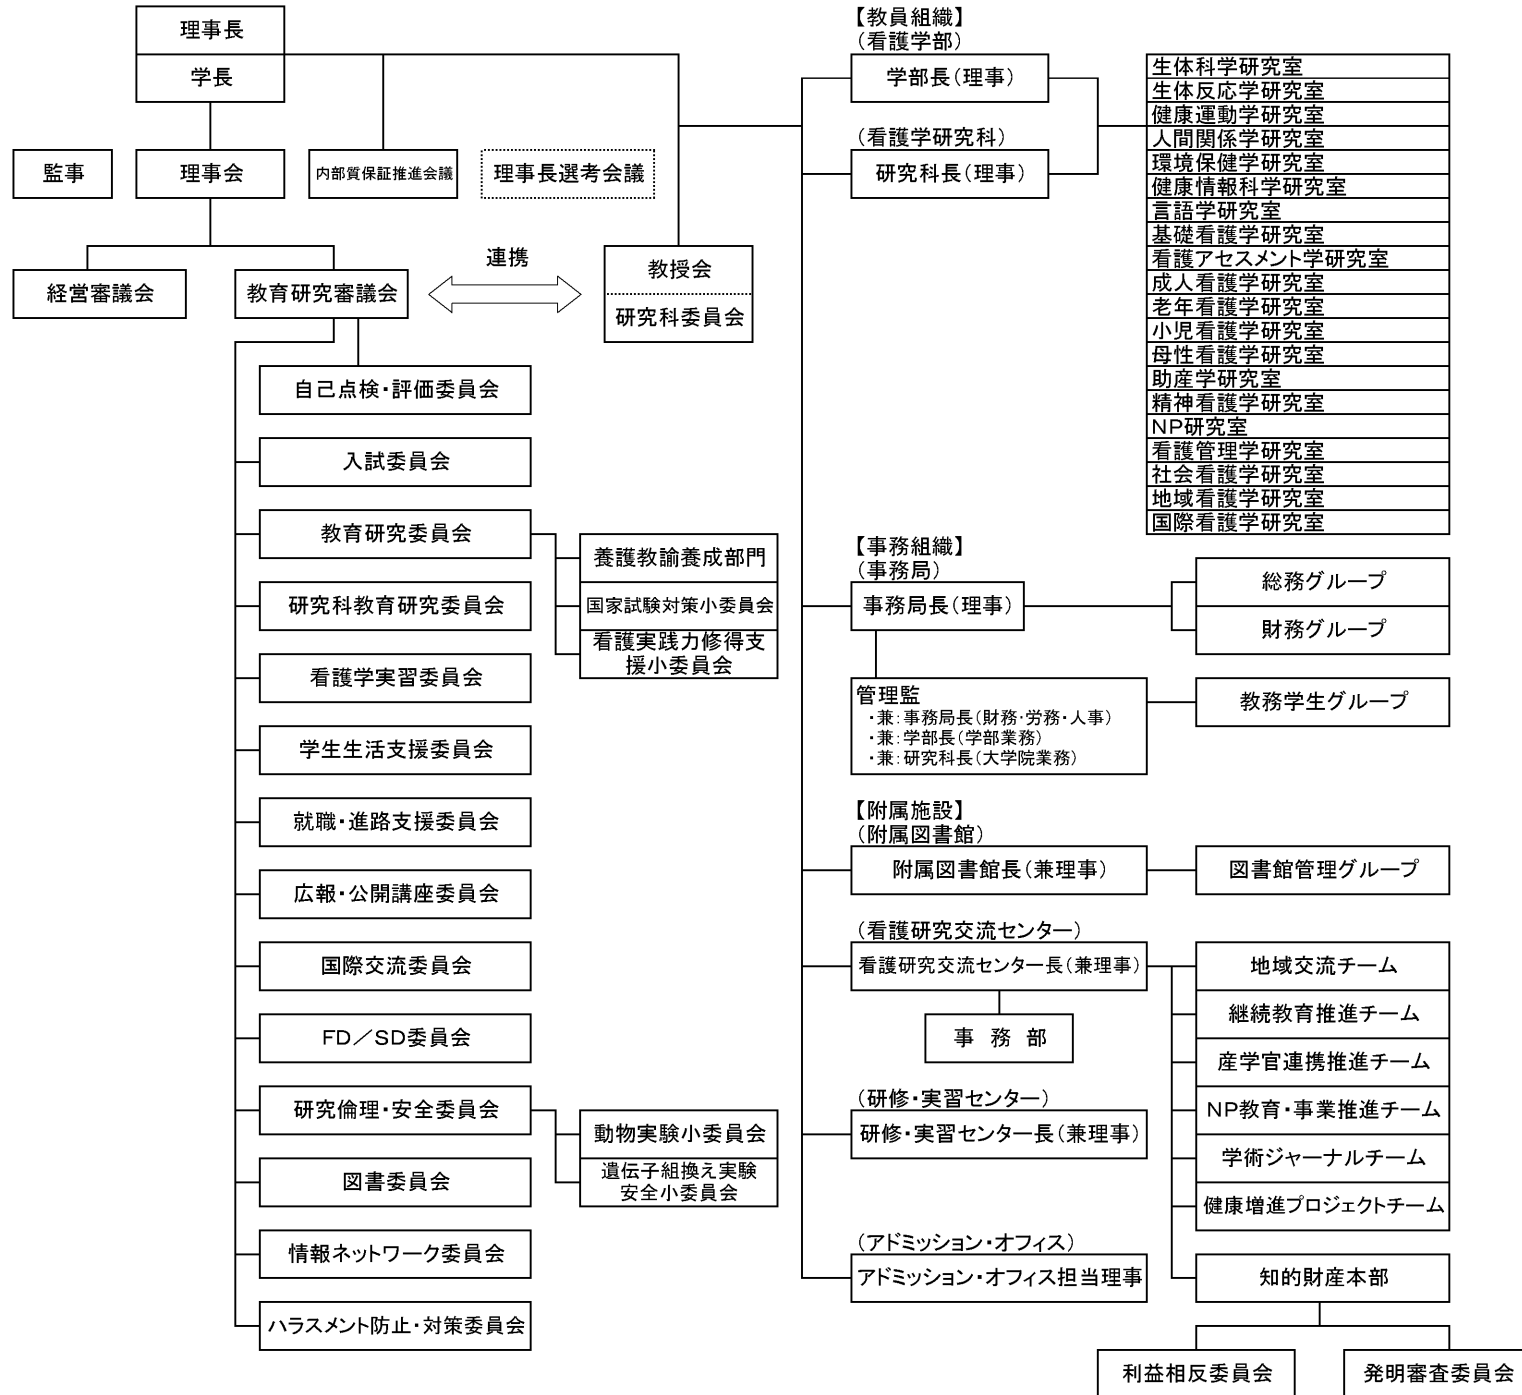 理事長
学長
監事
理事会
内部質保証推進会議
理事長選考会議
経営審議会
教育研究審議会
連携
教授会
研究科委員会
自己点検・評価委員会
入試委員会
教育研究委員会
養護教諭養成部門
国家試験対策小委員会
看護実践力修得支
援小委員会
研究科教育研究委員会
看護学実習委員会
学生生活支援委員会
就職・進路支援委員会
広報・公開講座委員会
国際交流委員会
FD／SD委員会
研究倫理・安全委員会
動物実験小委員会
遺伝子組換え実験
安全小委員会
図書委員会
情報ネットワーク委員会
ハラスメント防止・対策委員会
【教員組織】
（看護学部）
学部長（理事）
（看護学研究科）
研究科長（理事）
生体科学研究室
生体反応学研究室
健康運動学研究室
人間関係学研究室
環境保健学研究室
健康情報科学研究室
言語学研究室
基礎看護学研究室
看護アセスメント学研究室
成人看護学研究室
老年看護学研究室
小児看護学研究室
母性看護学研究室
助産学研究室
精神看護学研究室
NP研究室
看護管理学研究室
社会看護学研究室
地域看護学研究室
国際看護学研究室
【事務組織】
（事務局）
事務局長（理事）
総務グループ
財務グループ
管理監
・兼：事務局長（財務・労務・人事）
・兼：学部長（学部業務）
・兼：研究科長（大学院業務）
教務学生グループ
【附属施設】
（附属図書館）
附属図書館長（兼理事）
図書館管理グループ
（看護研究交流センター）
看護研究交流センター長（兼理事）
事 務 部
地域交流チーム
継続教育推進チーム
産学官連携推進チーム
NP教育・事業推進チーム
学術ジャーナルチーム
健康増進プロジェクトチーム
（研修・実習センター）
研修・実習センター長（兼理事）
（アドミッション・オフィス）
アドミッション・オフィス担当理事
知的財産本部
利益相反委員会
発明審査委員会